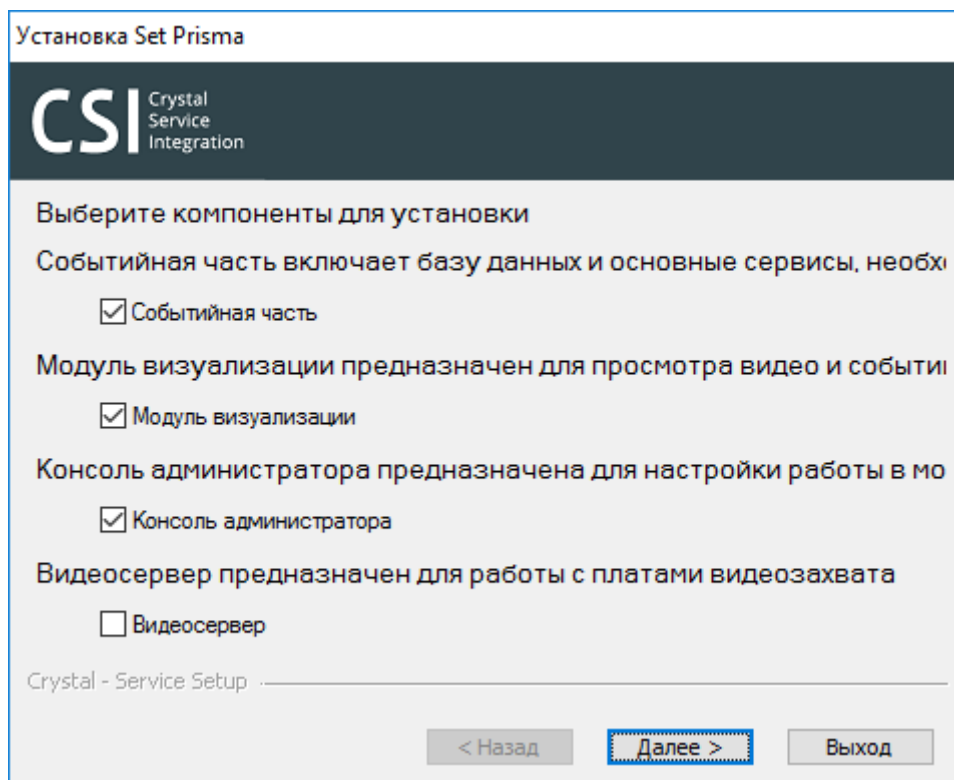 Установка Set Prisma
CSI
Crystal
Service
Integration
Выберите компоненты для установки
Событийная часть включает базу данных и основные сервисы, необх
Событийная часть
Модуль визуализации предназначен для просмотра видео и событи
Модуль визуализации
Консоль администратора предназначена для настройки работы в мо
Консоль администратора
Видеосервер предназначен для работы с платами видеозахвата
Видеосервер
Crystal - Service Setup
< Назад
Далее >
Выход